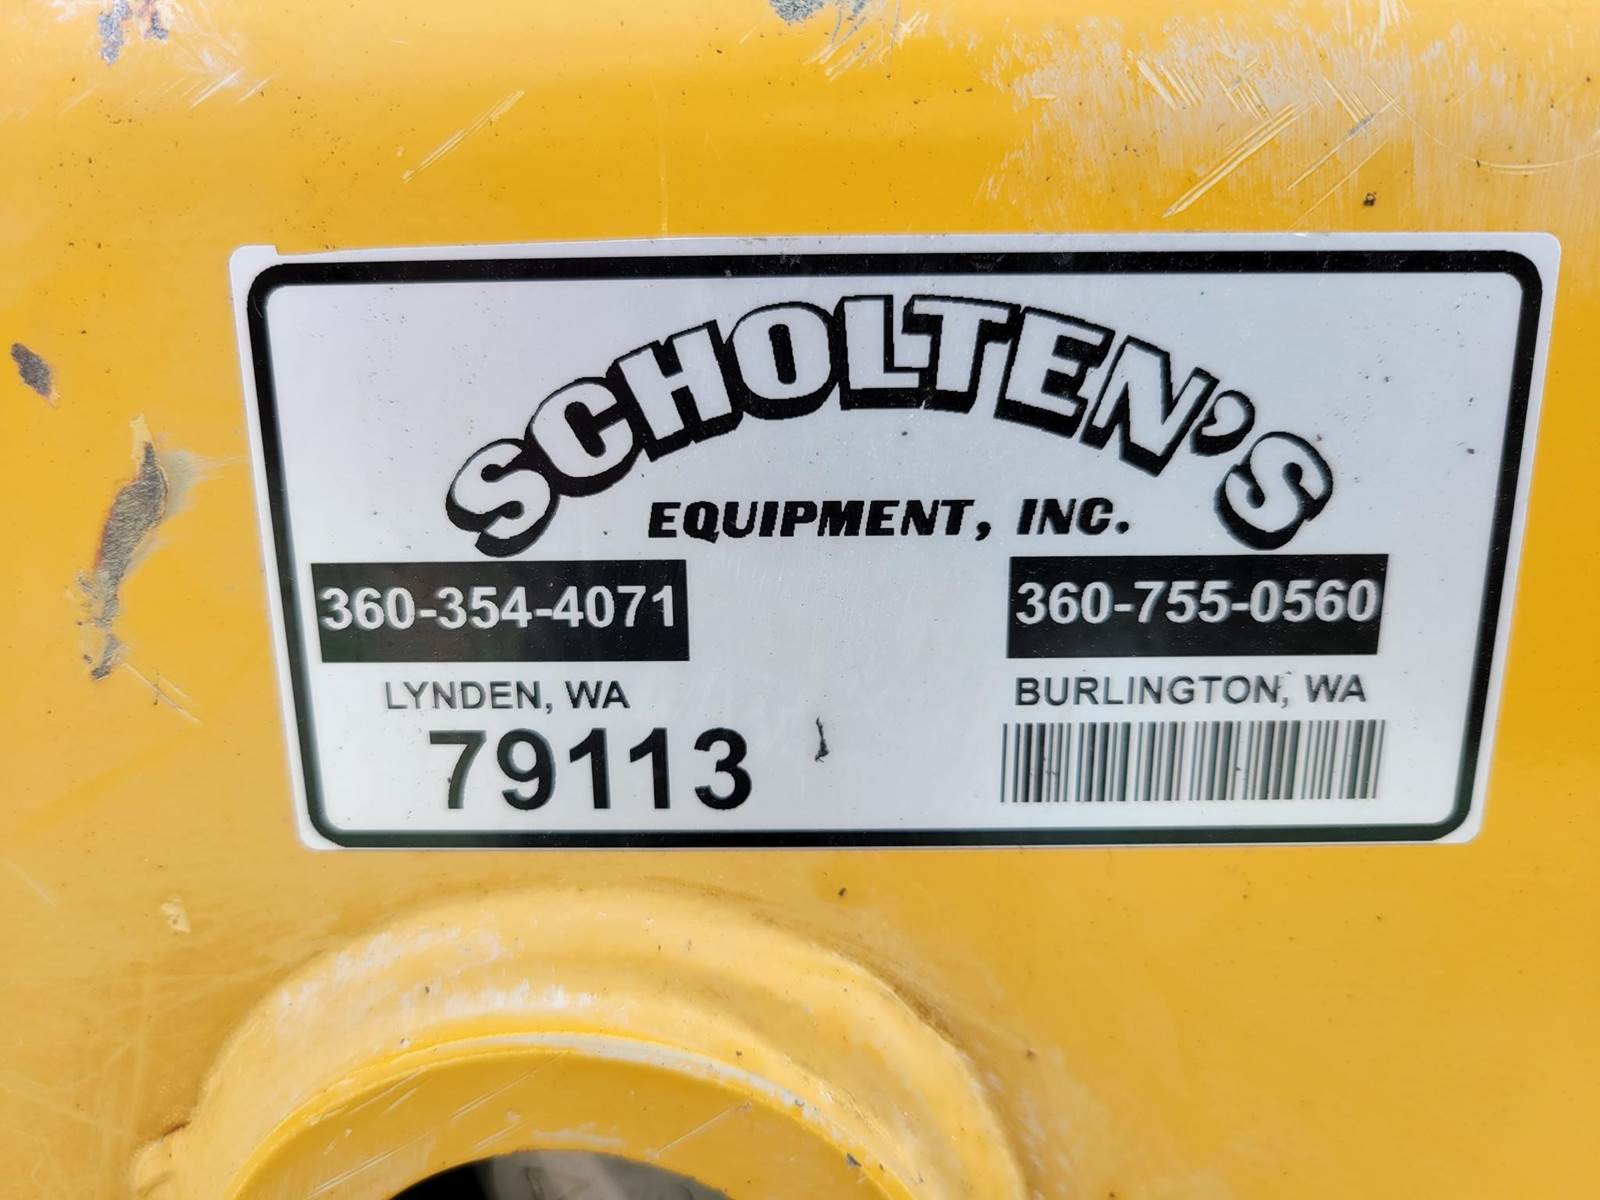 SCHOLTEN'S
EQUIPMENT, INC.
360-354-4071 360-755-0560
LYNDEN, WA BURLINGTON, WA
79113